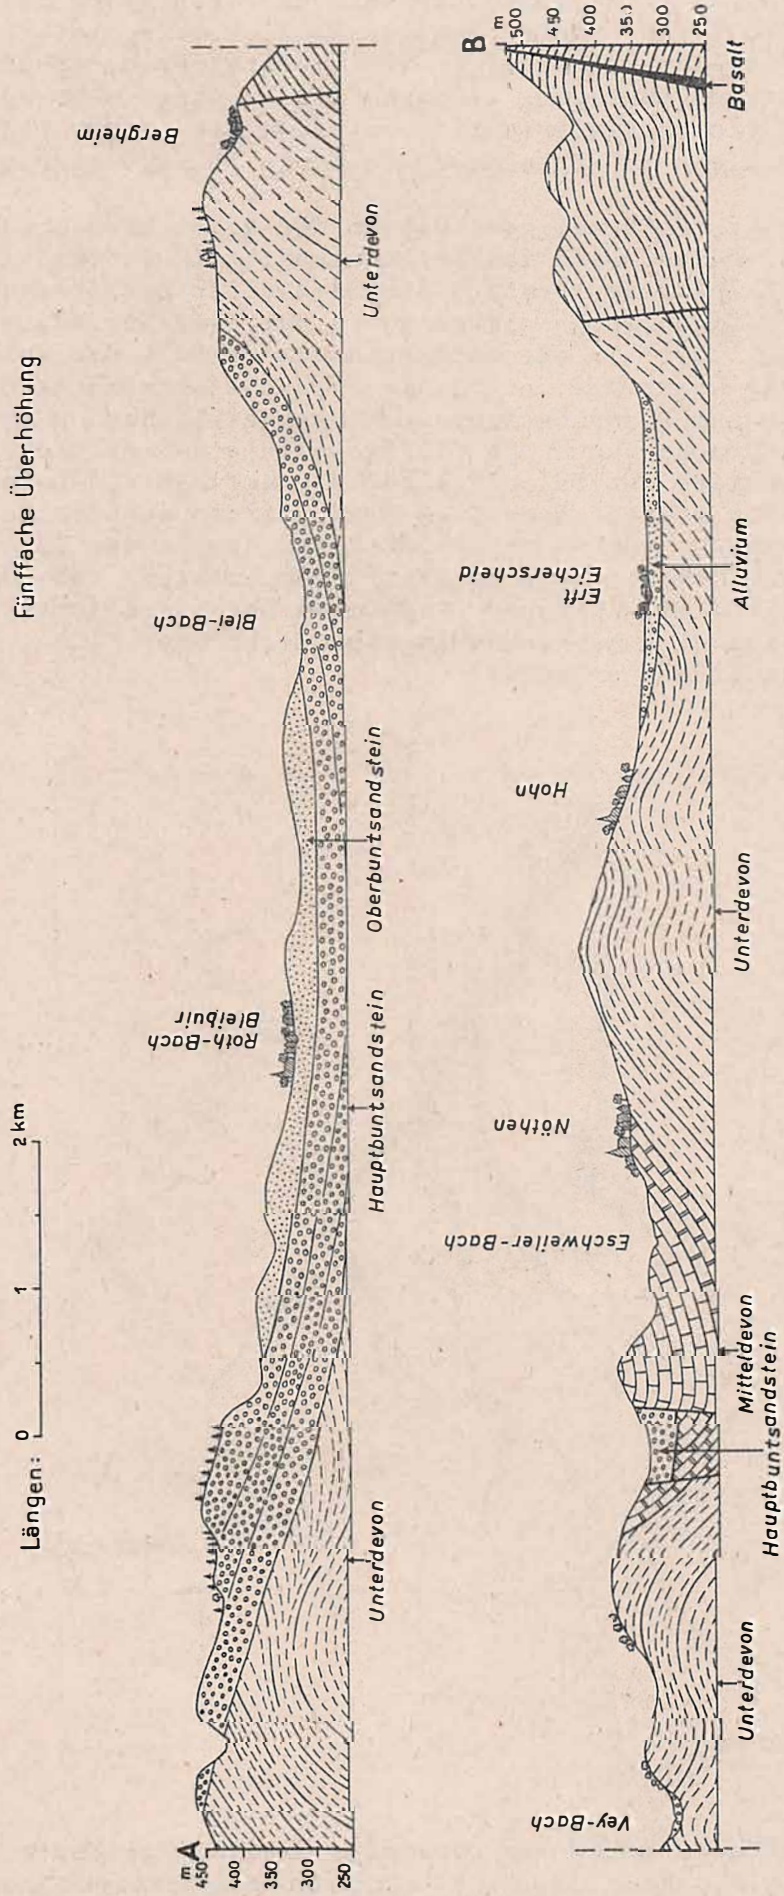 Längen:
0 1 2 km
Fünffache Überhöhung
A
m
450
400
350
300
250
Roth-Bach
Bleibuir
Blei-Bach
Bergheim
Unterdevon
Hauptbuntsandstein
Oberbuntsandstein
Unterdevon
Vey-Bach
Eschweiler-Bach
Nöthen
Hohn
Erft
Eicherscheid
B
m
500
450
400
350
300
250
Unterdevon
Hauptbuntsandstein
Mitteldevon
Unterdevon
Alluvium
Basalt